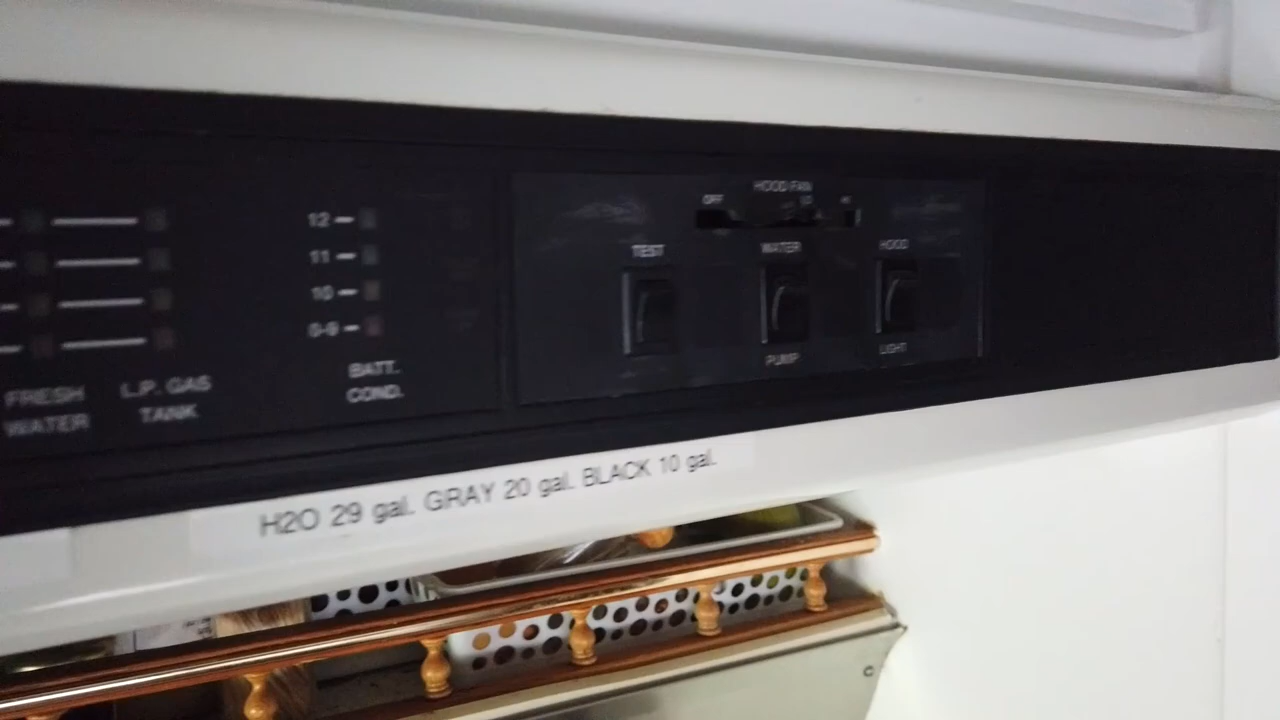 HOOD FAN
OFF LO HI
12
11
10
0-9
TEST
WATER
HOOD
PUMP
LIGHT
FRESH
WATER
L.P. GAS
TANK
BATT.
COND.
H2O 29 gal. GRAY 20 gal. BLACK 10 gal.